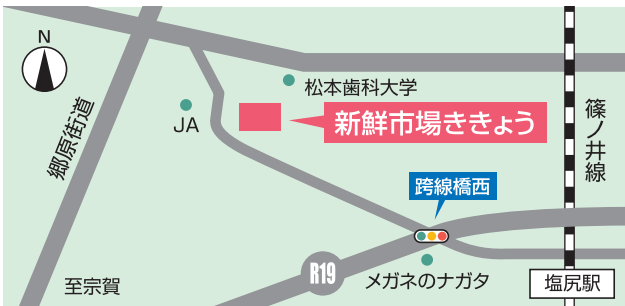 N
松本歯科大学
JA
新鮮市場ききょう
郷原街道
篠ノ井線
跨線橋西
R19
メガネのナガタ
至宗賀
塩尻駅